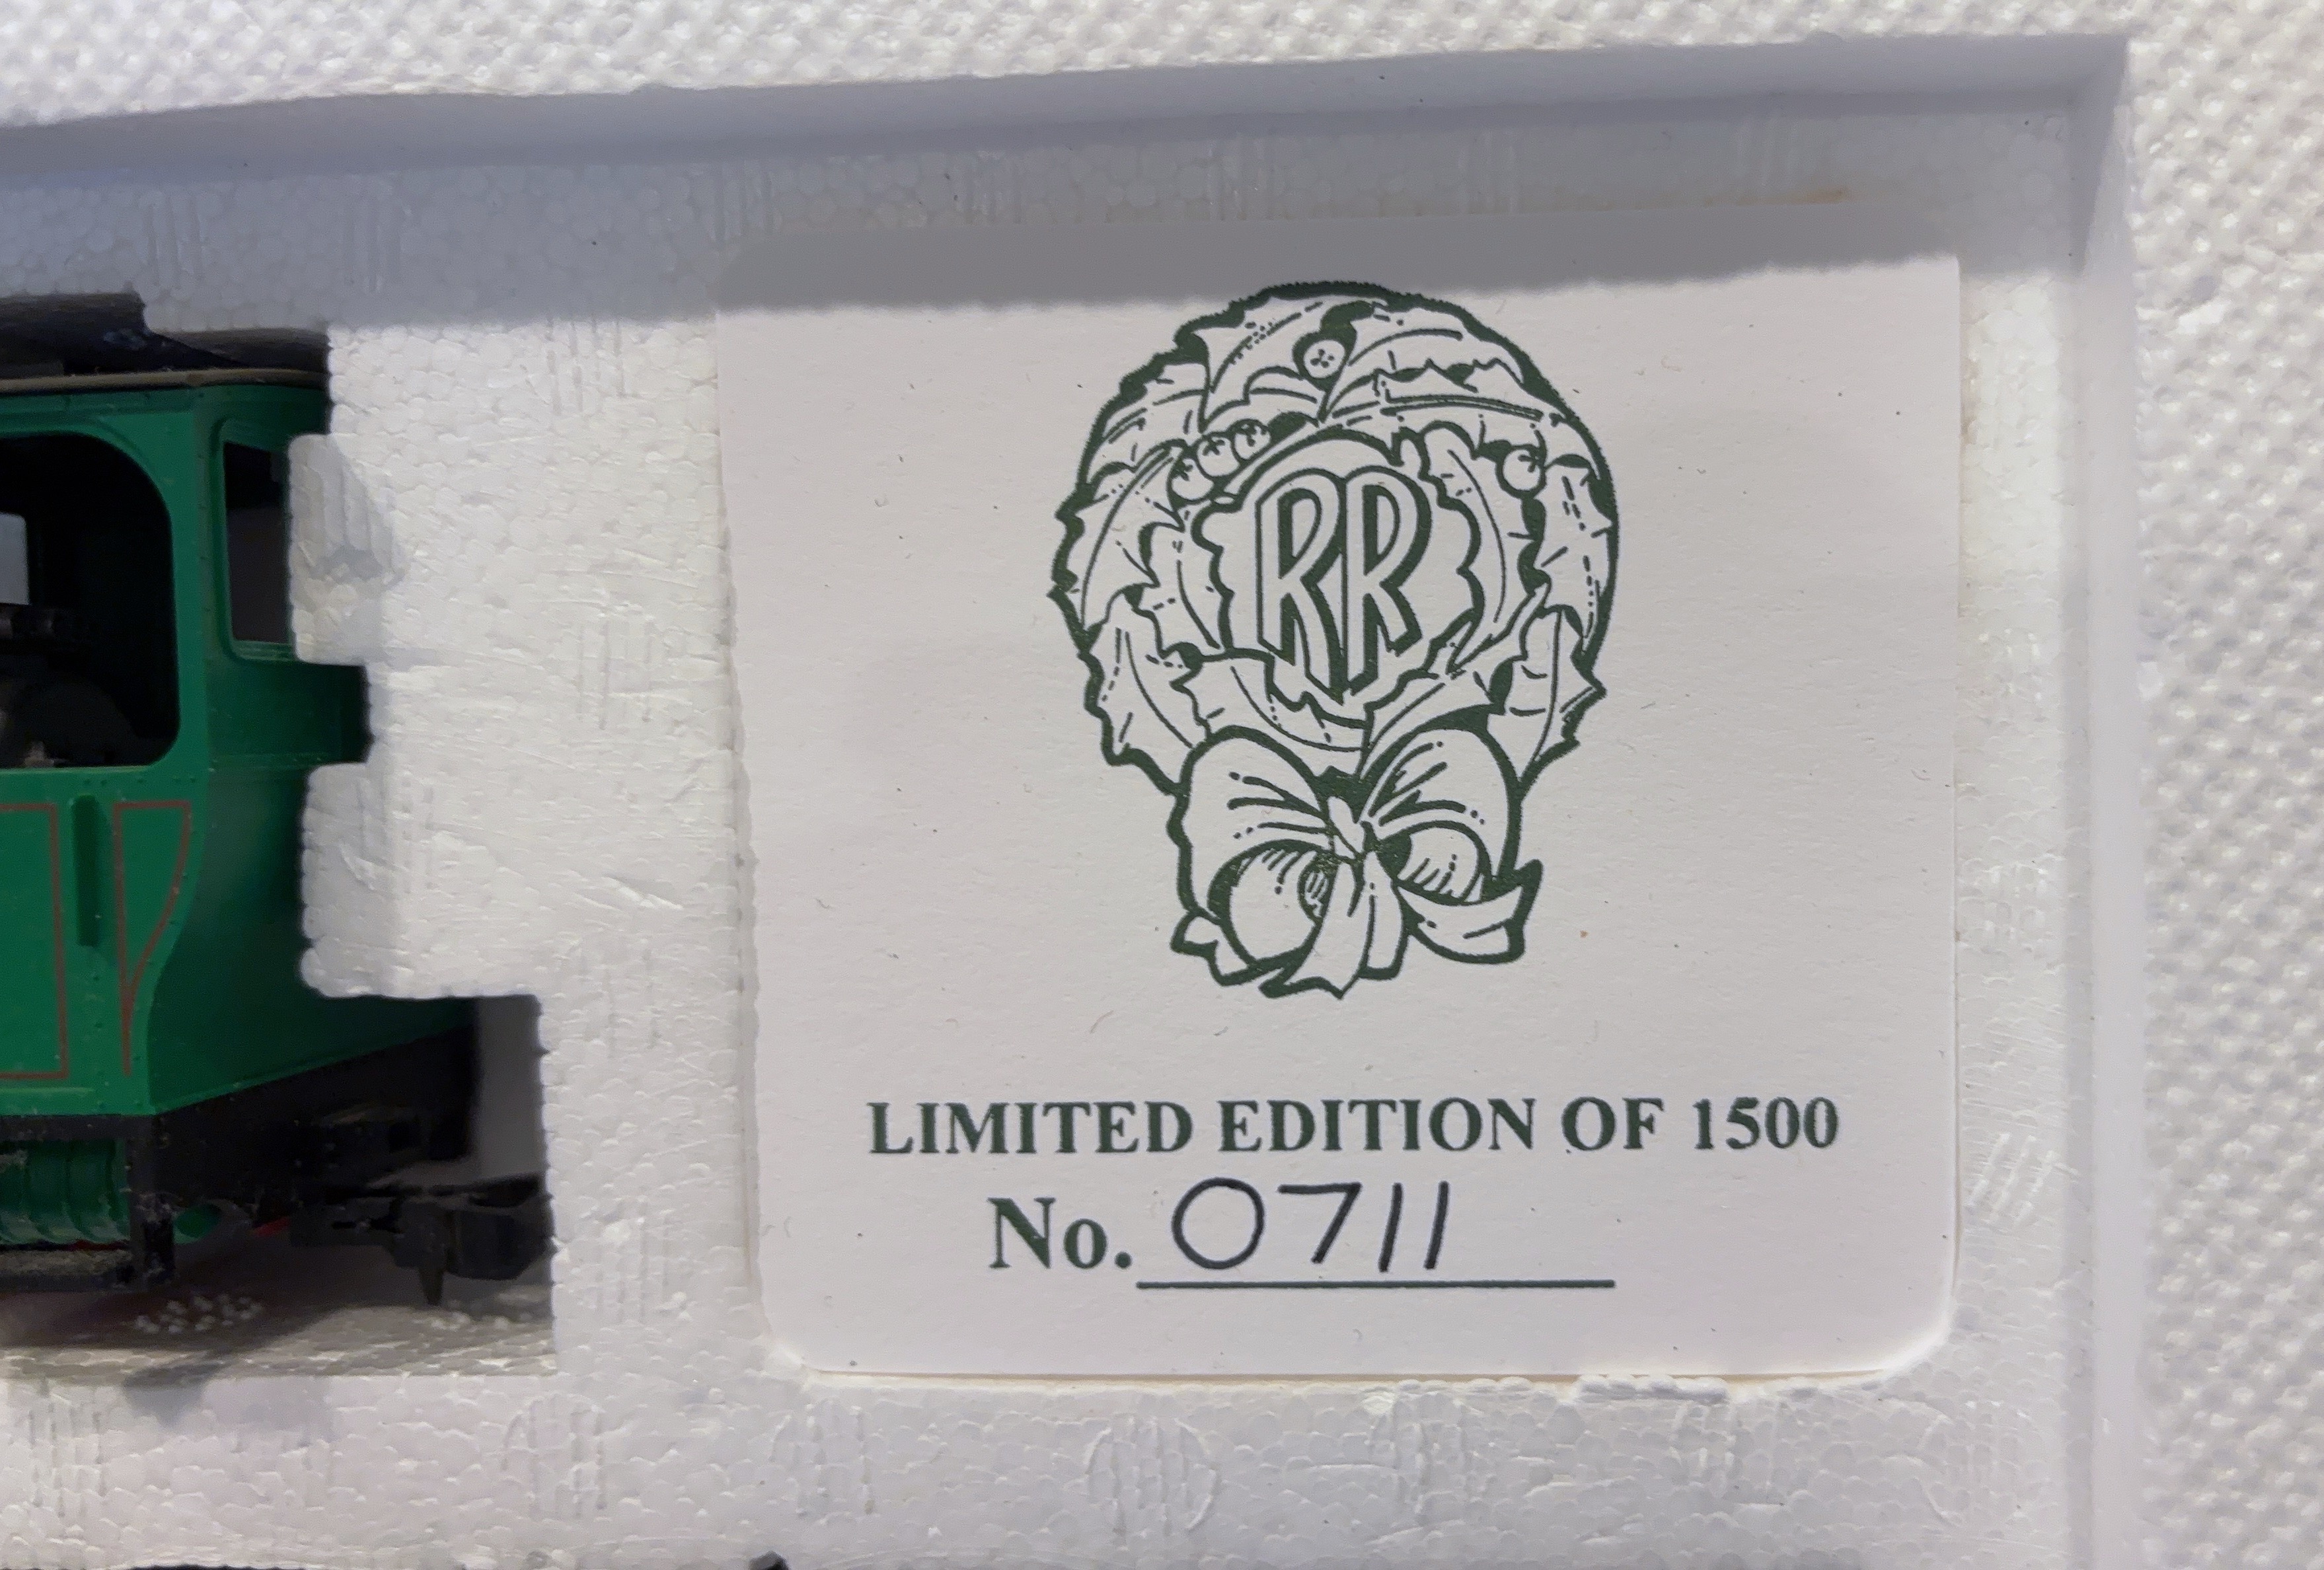 RR
LIMITED EDITION OF 1500
No. 0711